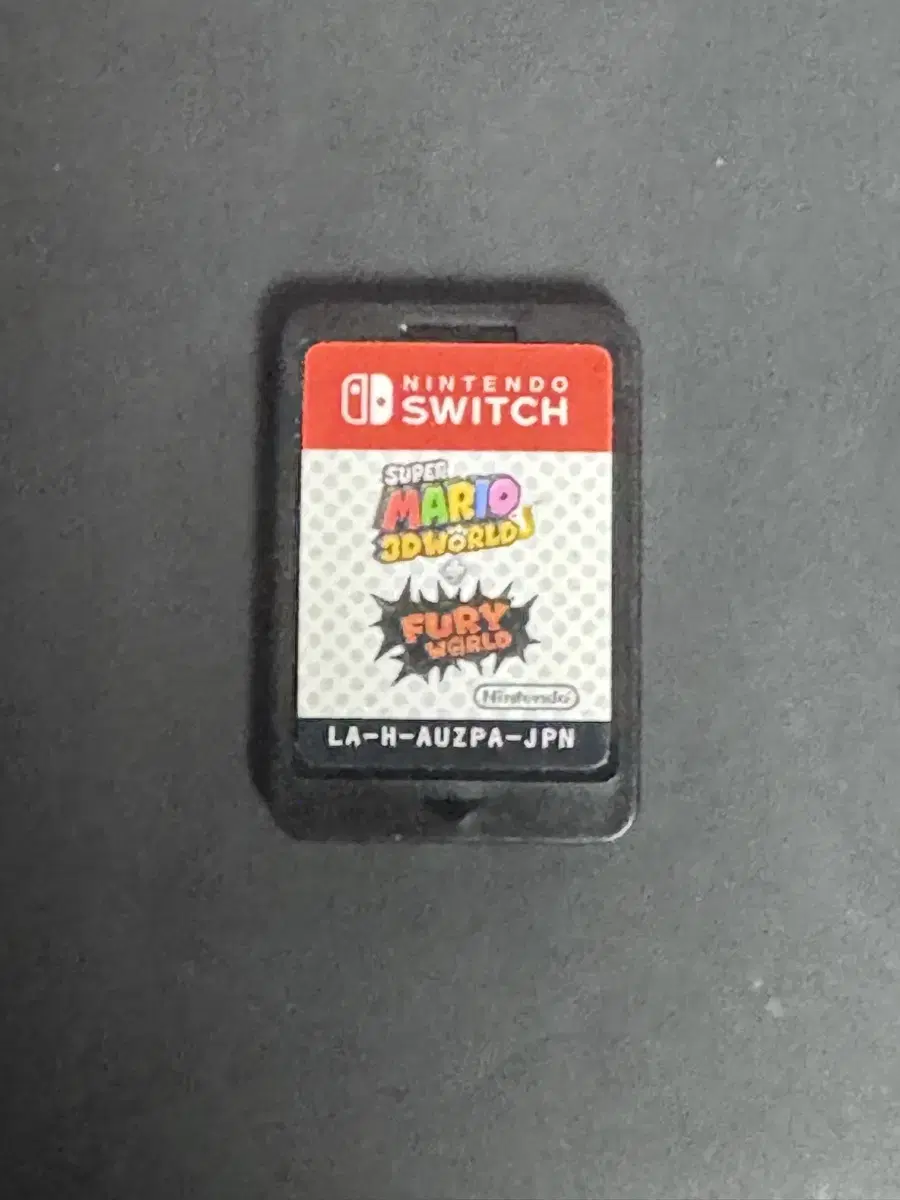 NINTENDO
SWITCH
SUPER
MARIO
3D WORLD
+
FURY
WORLD
Nintendo
LA-H-AUZPA-JPN